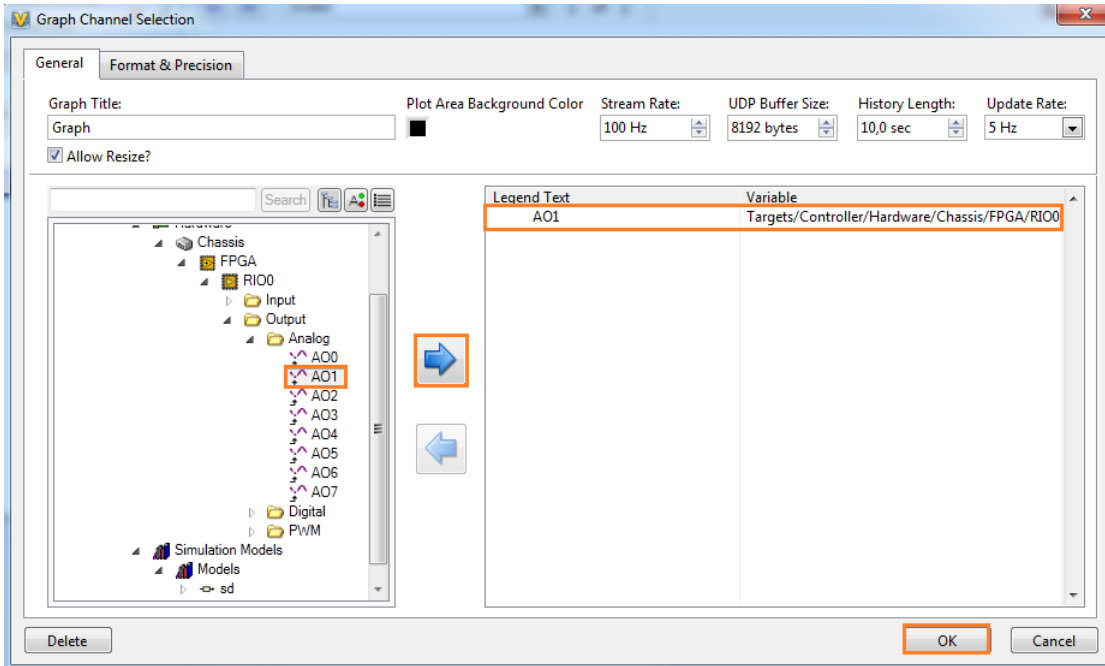 Graph Channel Selection
General
Format & Precision
Graph Title:
Plot Area Background Color
Stream Rate:
UDP Buffer Size:
History Length:
Update Rate:
Graph
100 Hz
8192 bytes
10,0 sec
5 Hz
Allow Resize?
Search
Legend Text
Variable
AO1
Targets/Controller/Hardware/Chassis/FPGA/RIO0
Hardware
Chassis
FPGA
RIO0
Input
Output
Analog
AO0
AO1
AO2
AO3
AO4
AO5
AO6
AO7
Digital
PWM
Simulation Models
Models
sd
Delete
OK
Cancel